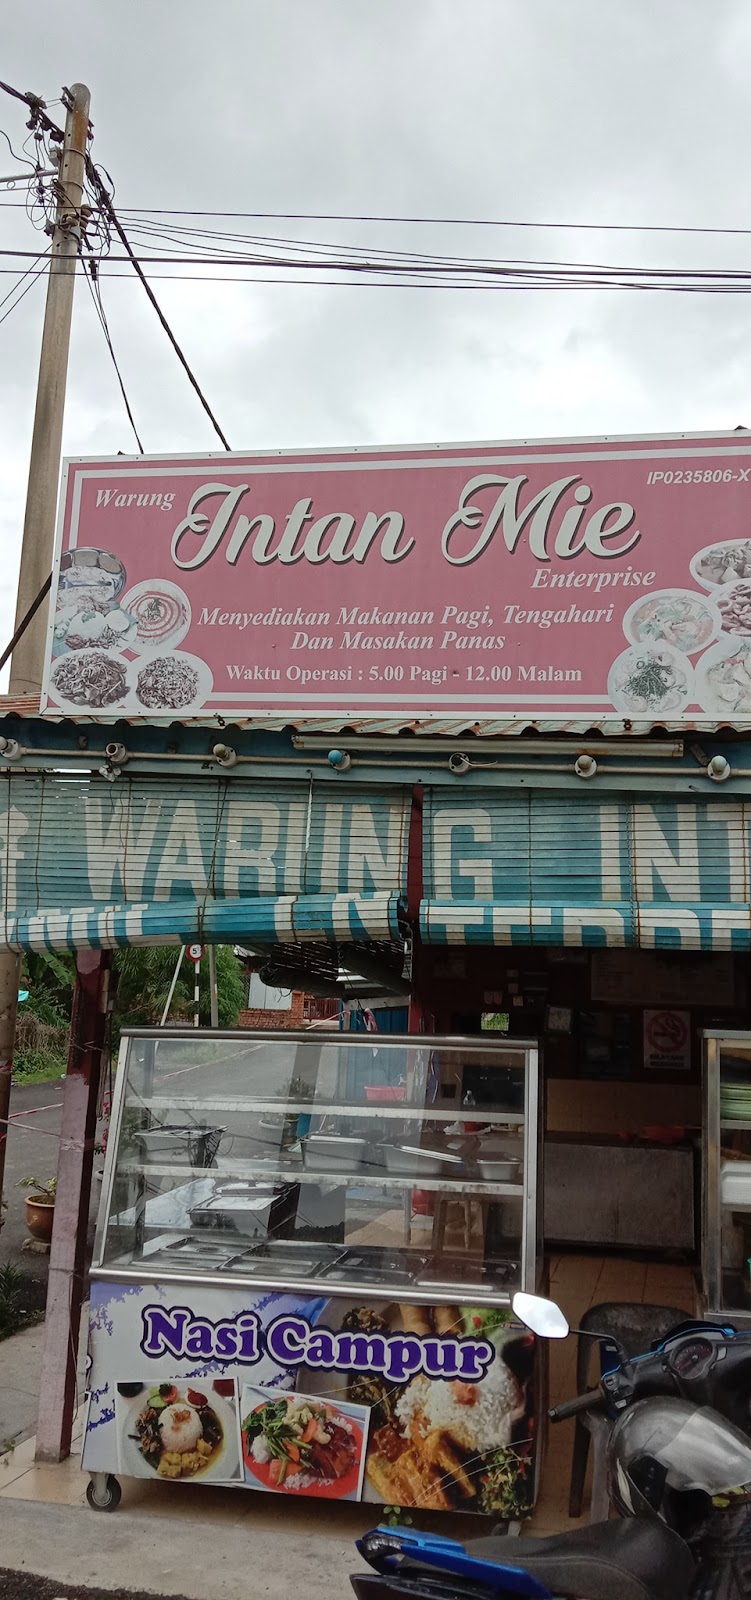 Warung
IP0235806-X
Intan Mie
Enterprise
Menyediakan Makanan Pagi, Tengahari
Dan Masakan Panas
Waktu Operasi : 5.00 Pagi - 12.00 Malam
WARUNG INT
5
Nasi Campur